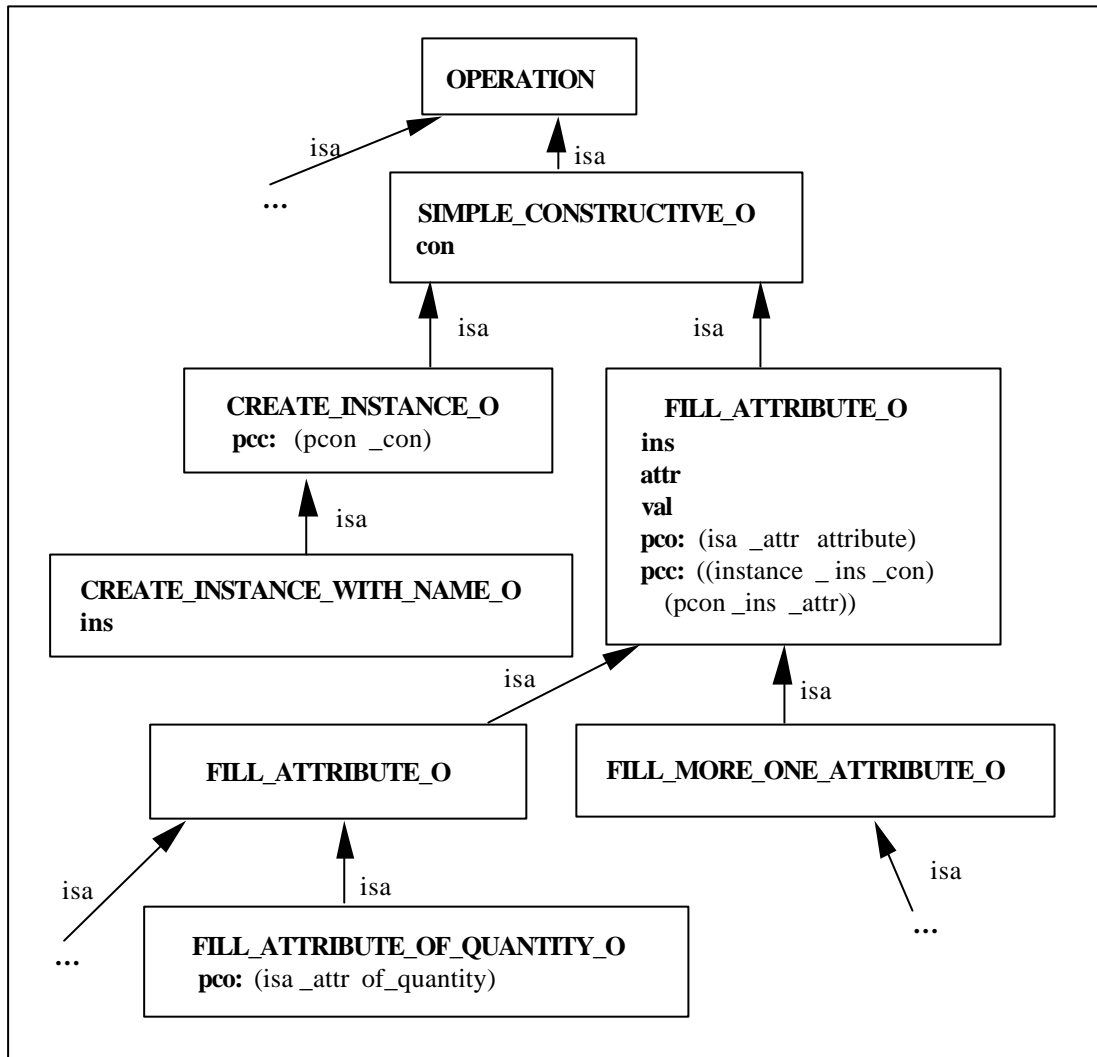 OPERATION
isa
isa
...
SIMPLE_CONSTRUCTIVE_O
con
isa
isa
CREATE_INSTANCE_O
pcc: (pcon _con)
FILL_ATTRIBUTE_O
ins
attr
val
pco: (isa _attr attribute)
pcc: ((instance _ ins _con)
(pcon _ins _attr))
isa
CREATE_INSTANCE_WITH_NAME_O
ins
isa
isa
FILL_ATTRIBUTE_O
FILL_MORE_ONE_ATTRIBUTE_O
isa
isa
isa
...
...
FILL_ATTRIBUTE_OF_QUANTITY_O
pco: (isa _attr of_quantity)